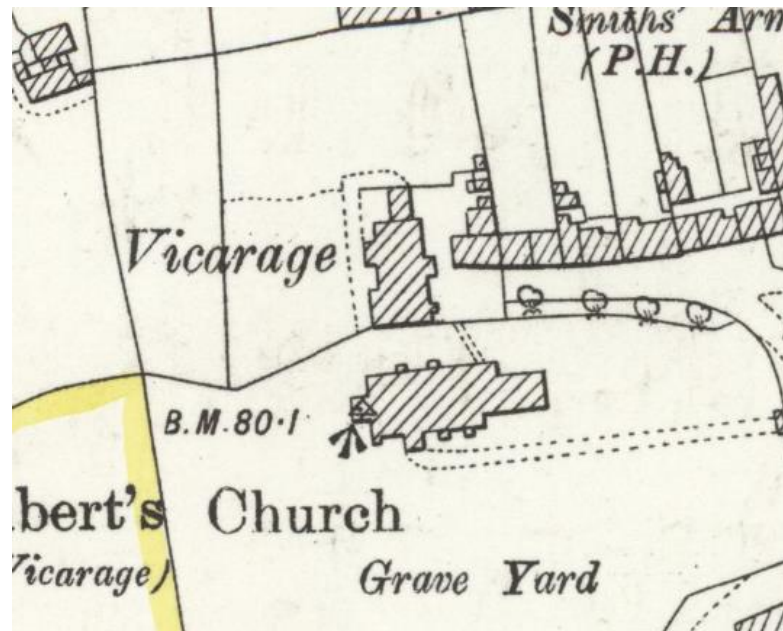 Smiths' Arm
(P.H.)
Vicarage
B.M.80·1
bert's Church
Vicarage)
Grave Yard